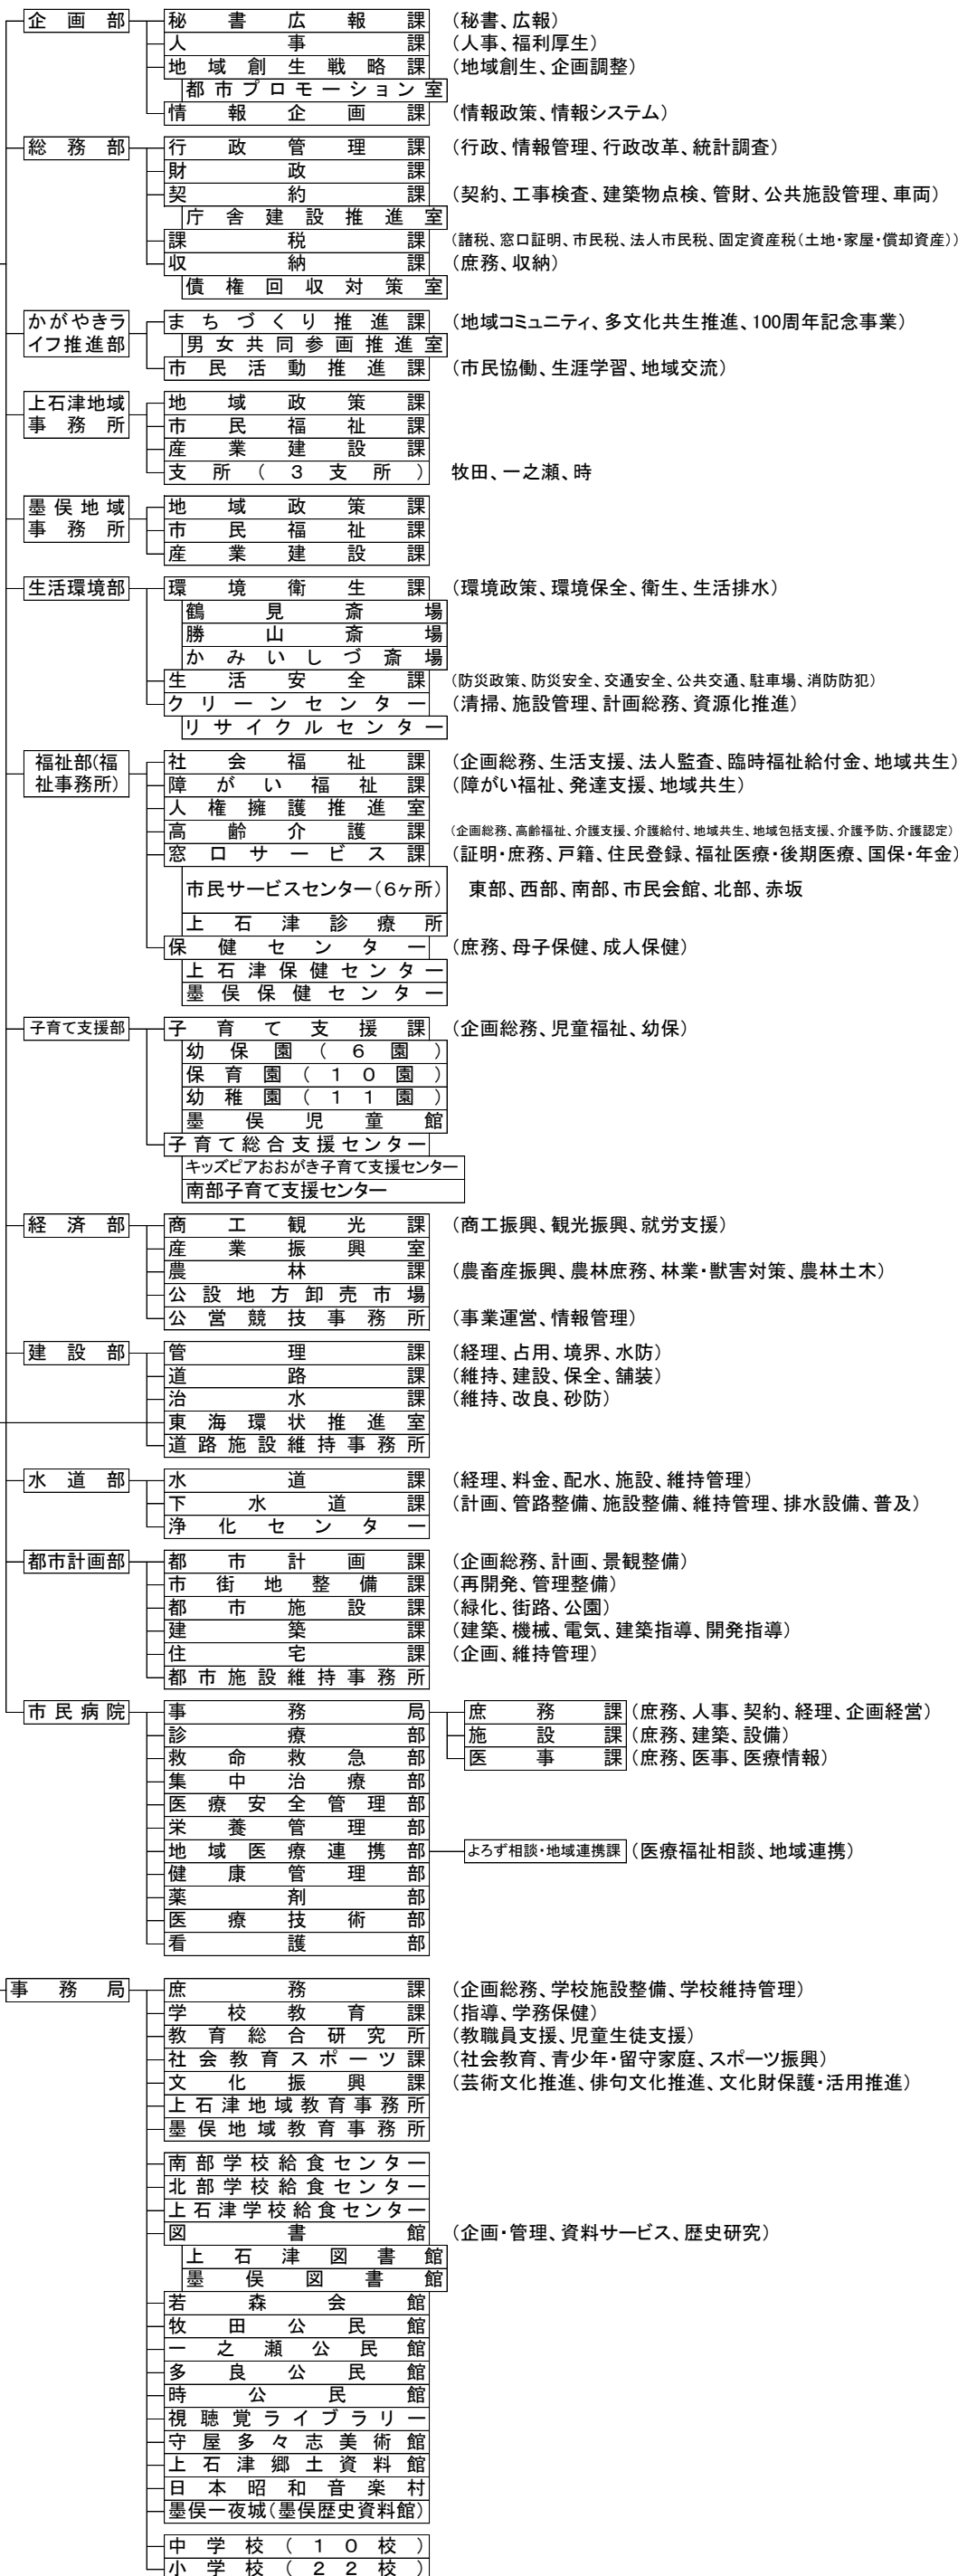 企画部 秘書広報課 (秘書、広報)
人事課 (人事、福利厚生)
地域創生戦略課 (地域創生、企画調整)
都市プロモーション室
情報企画課 (情報政策、情報システム)
総務部 行政管理課 (行政、情報管理、行政改革、統計調査)
財政課
契約課 (契約、工事検査、建築物点検、管財、公共施設管理、車両)
庁舎建設推進室
課税課 (諸税、窓口証明、市民税、法人市民税、固定資産税(土地・家屋・償却資産))
収納課 (庶務、収納)
債権回収対策室
かがやきライフ推進部 まちづくり推進課 (地域コミュニティ、多文化共生推進、100周年記念事業)
男女共同参画推進室
市民活動推進課 (市民協働、生涯学習、地域交流)
上石津地域事務所 地域政策課
市民福祉課
産業建設課
支所(3支所) 牧田、一之瀬、時
墨俣地域事務所 地域政策課
市民福祉課
産業建設課
生活環境部 環境衛生課 (環境政策、環境保全、衛生、生活排水)
鶴見斎場
勝山斎場
かみいしづ斎場
生活安全課 (防災政策、防災安全、交通安全、公共交通、駐車場、消防防犯)
クリーンセンター (清掃、施設管理、計画総務、資源化推進)
リサイクルセンター
福祉部(福祉事務所) 社会福祉課 (企画総務、生活支援、法人監査、臨時福祉給付金、地域共生)
障がい福祉課 (障がい福祉、発達支援、地域共生)
人権擁護推進室
高齢介護課 (企画総務、高齢福祉、介護支援、介護給付、地域共生、地域包括支援、介護予防、介護認定)
窓口サービス課 (証明・庶務、戸籍、住民登録、福祉医療・後期医療、国保・年金)
市民サービスセンター(6ヶ所) 東部、西部、南部、市民会館、北部、赤坂
上石津診療所
保健センター (庶務、母子保健、成人保健)
上石津保健センター
墨俣保健センター
子育て支援部 子育て支援課 (企画総務、児童福祉、幼保)
幼保園(6園)
保育園(10園)
幼稚園(11園)
墨俣児童館
子育て総合支援センター
キッズピアおおがき子育て支援センター
南部子育て支援センター
経済部 商工観光課 (商工振興、観光振興、就労支援)
産業振興室
農林課 (農畜産振興、農林庶務、林業・獣害対策、農林土木)
公設地方卸売市場
公営競技事務所 (事業運営、情報管理)
建設部 管理課 (経理、占用、境界、水防)
道路課 (維持、建設、保全、舗装)
治水課 (維持、改良、砂防)
東海環状推進室
道路施設維持事務所
水道部 水道課 (経理、料金、配水、施設、維持管理)
下水道課 (計画、管路整備、施設整備、維持管理、排水設備、普及)
浄化センター
都市計画部 都市計画課 (企画総務、計画、景観整備)
市街地整備課 (再開発、管理整備)
都市施設課 (緑化、街路、公園)
建築課 (建築、機械、電気、建築指導、開発指導)
住宅課 (企画、維持管理)
都市施設維持事務所
市民病院 事務局 庶務課 (庶務、人事、契約、経理、企画経営)
診療部 施設課 (庶務、建築、設備)
救命救急部 医事課 (庶務、医事、医療情報)
集中治療部
医療安全管理部
栄養管理部
地域医療連携部 よろず相談・地域連携課 (医療福祉相談、地域連携)
健康管理部
薬剤部
医療技術部
看護部
事務局 庶務課 (企画総務、学校施設整備、学校維持管理)
学校教育課 (指導、学務保健)
教育総合研究所 (教職員支援、児童生徒支援)
社会教育スポーツ課 (社会教育、青少年・留守家庭、スポーツ振興)
文化振興課 (芸術文化推進、俳句文化推進、文化財保護・活用推進)
上石津地域教育事務所
墨俣地域教育事務所
南部学校給食センター
北部学校給食センター
上石津学校給食センター
図書館 (企画・管理、資料サービス、歴史研究)
上石津図書館
墨俣図書館
若森会館
牧田公民館
一之瀬公民館
多良公民館
時公民館
視聴覚ライブラリー
守屋多々志美術館
上石津郷土資料館
日本昭和音楽村
墨俣一夜城(墨俣歴史資料館)
中学校(10校)
小学校(22校)